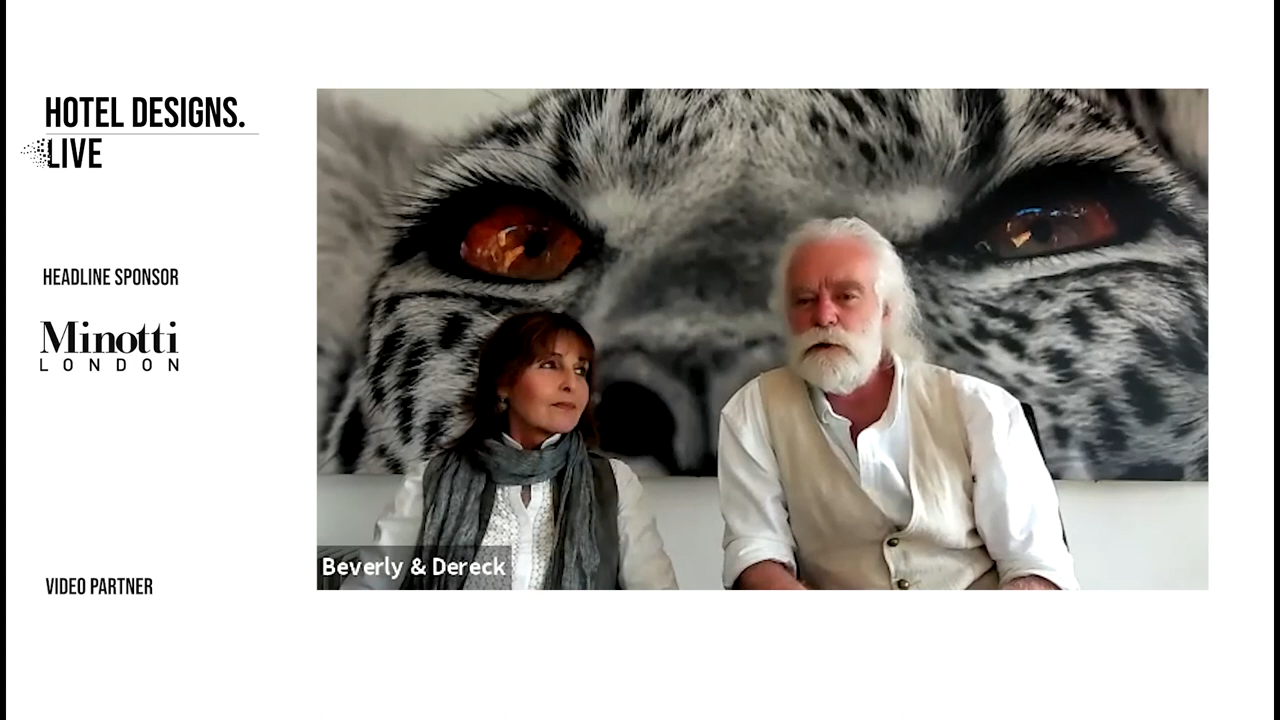 HOTEL DESIGNS.
LIVE
HEADLINE SPONSOR
Minotti
LONDON
VIDEO PARTNER
Beverly & Dereck